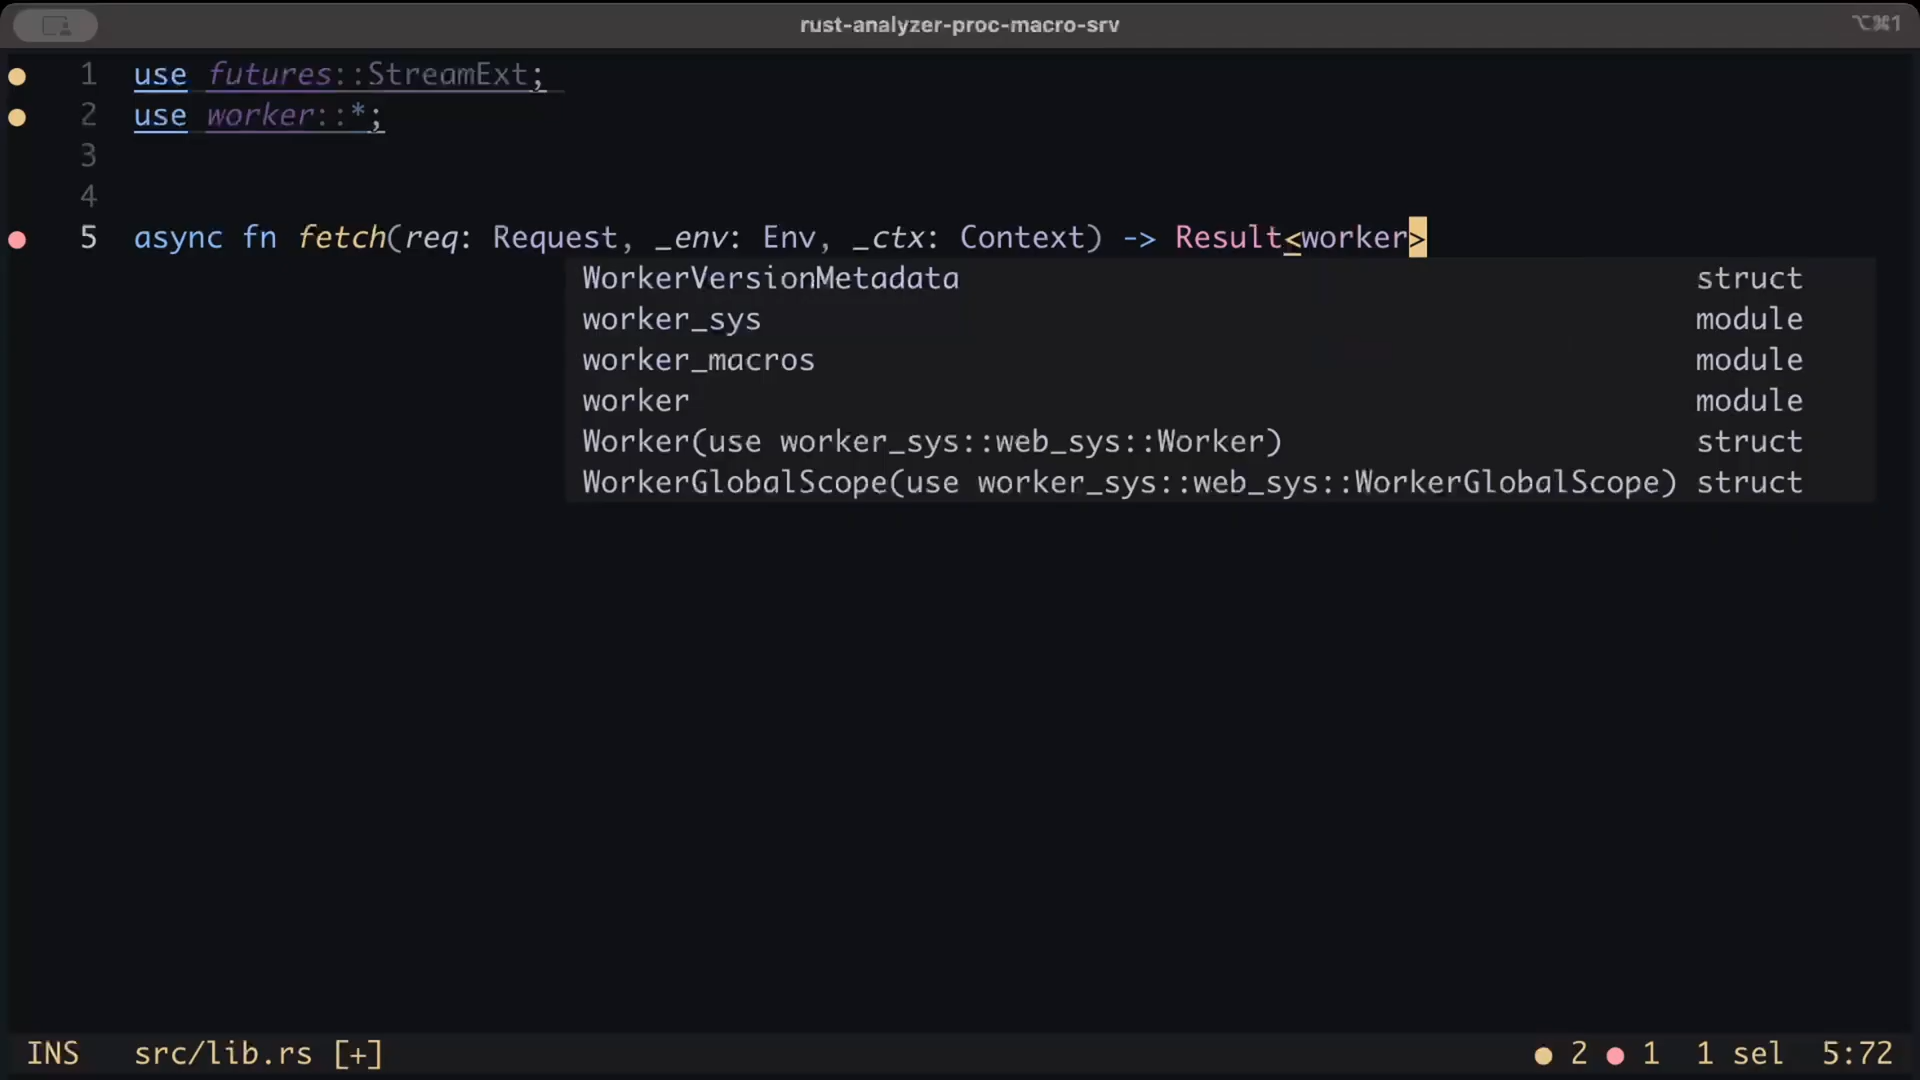 rust-analyzer-proc-macro-srv ⌥⌘1
1 use futures::StreamExt;
2 use worker::*;
3
4
5 async fn fetch(req: Request, _env: Env, _ctx: Context) -> Result<worker>
WorkerVersionMetadata struct
worker_sys module
worker_macros module
worker module
Worker(use worker_sys::web_sys::Worker) struct
WorkerGlobalScope(use worker_sys::web_sys::WorkerGlobalScope) struct
INS src/lib.rs [+] ● 2 ● 1 1 sel 5:72